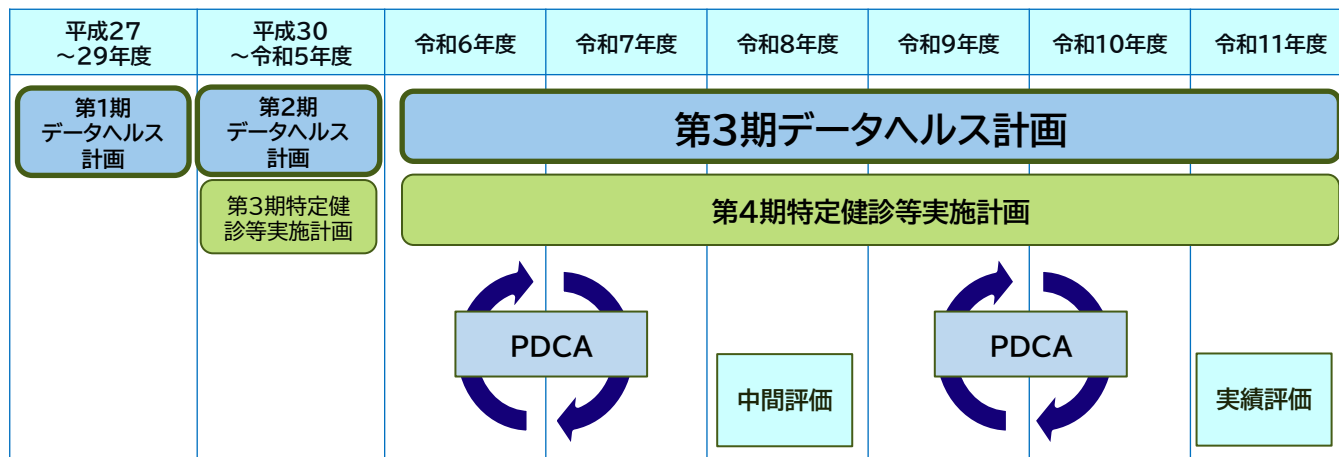 平成27
～29年度
平成30
～令和5年度
令和6年度
令和7年度
令和8年度
令和9年度
令和10年度
令和11年度
第1期
データヘルス
計画
第2期
データヘルス
計画
第3期データヘルス計画
第3期特定健
診等実施計画
第4期特定健診等実施計画
PDCA
PDCA
中間評価
実績評価